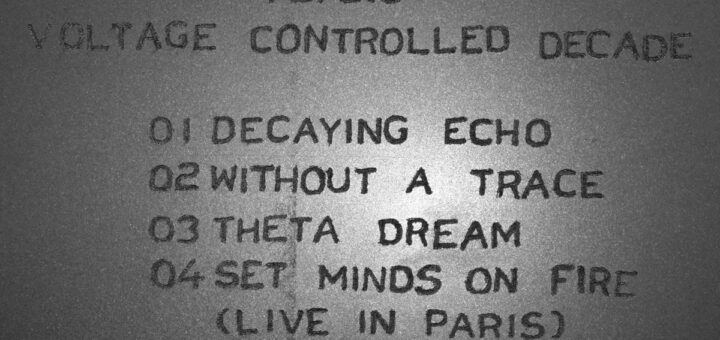 VOLTAGE CONTROLLED DECADE
01 DECAYING ECHO
02 WITHOUT A TRACE
03 THETA DREAM
04 SET MINDS ON FIRE
(LIVE IN PARIS)